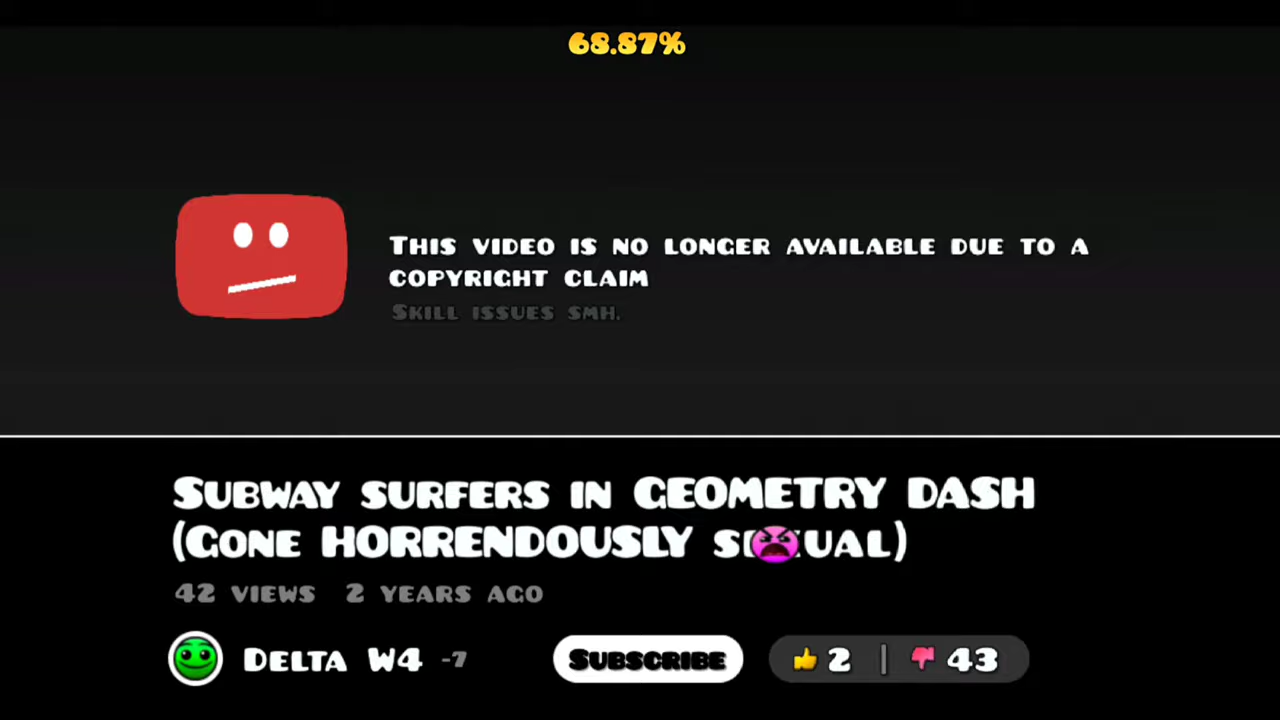 68.87%
This video is no longer available due to a
copyright claim
Skill issues smh.
Subway surfers in GEOMETRY DASH
(Gone HORRENDOUSLY s UAL)
42 views 2 years ago
Delta W4 -7
Subscribe
2 | 43